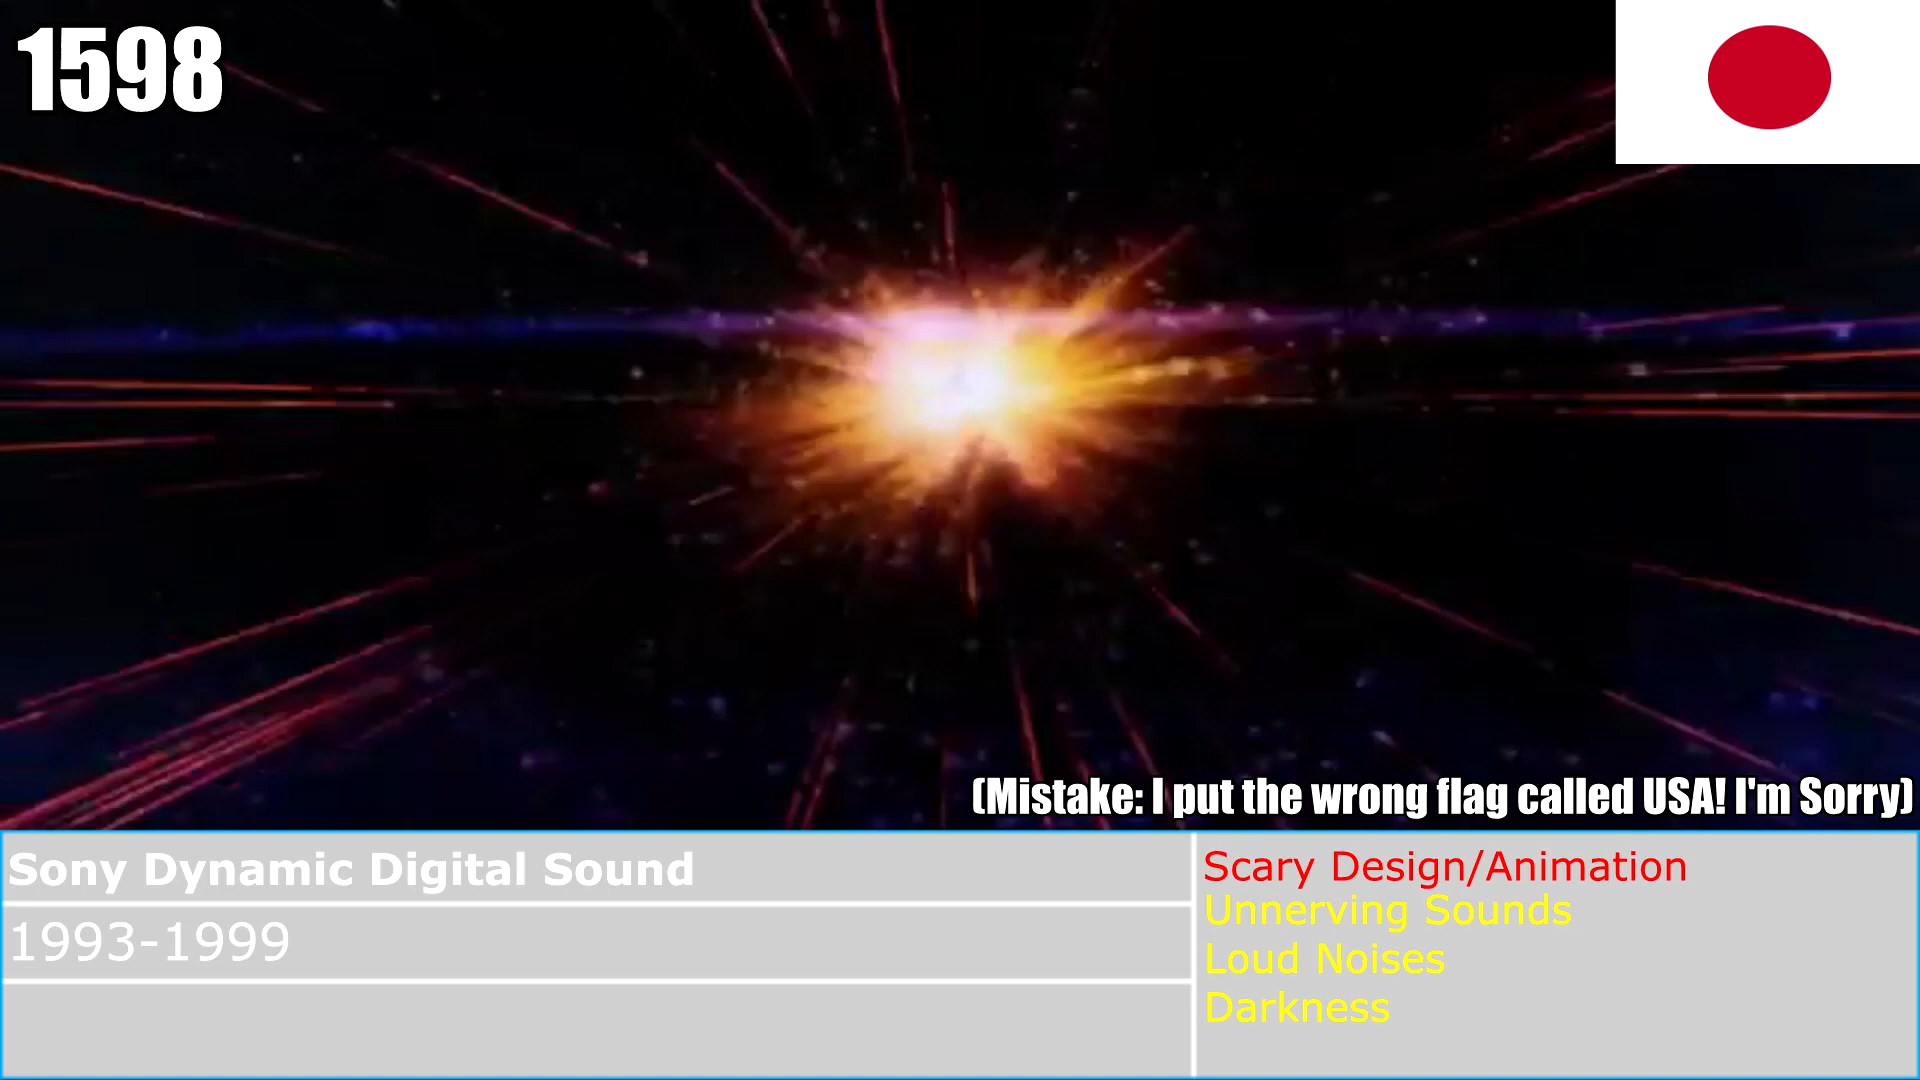 1598
(Mistake: I put the wrong flag called USA! I'm Sorry)
Sony Dynamic Digital Sound
1993-1999
Scary Design/Animation
Unnerving Sounds
Loud Noises
Darkness